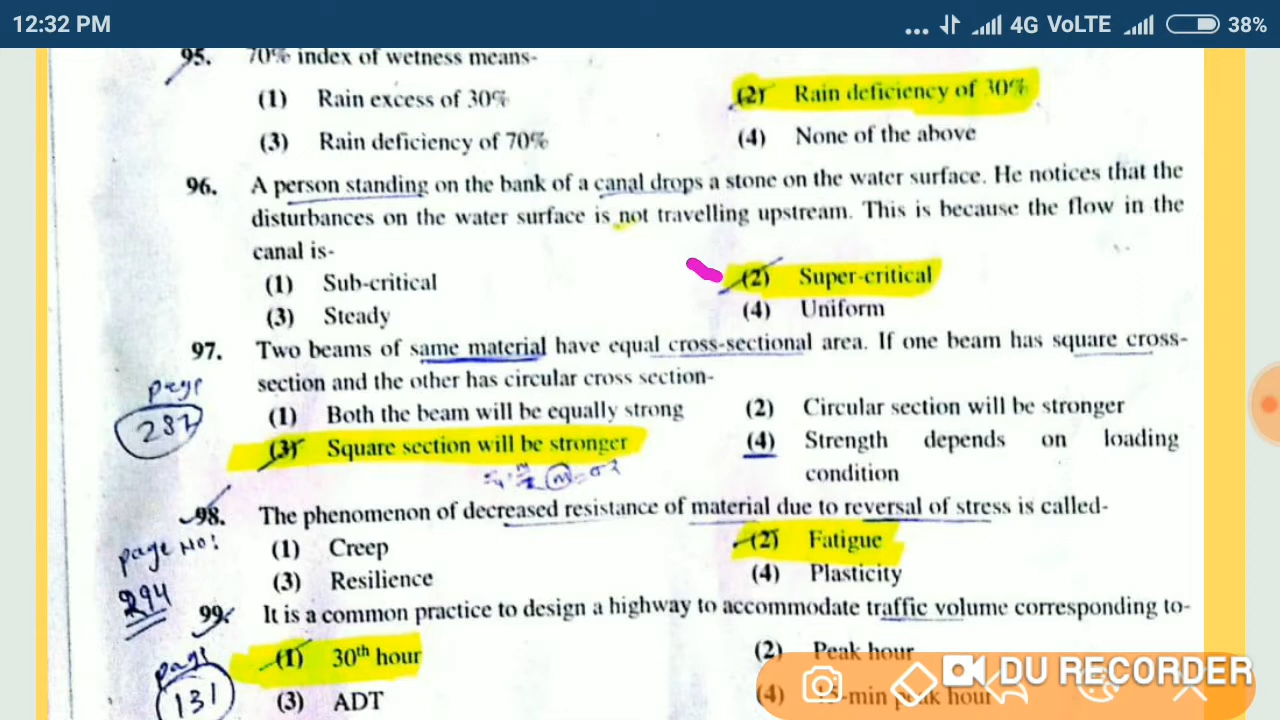 12:32 PM ... 4G VoLTE 38%
95. 70% index of wetness means-
(1) Rain excess of 30% (2) Rain deficiency of 30%
(3) Rain deficiency of 70% (4) None of the above
96. A person standing on the bank of a canal drops a stone on the water surface. He notices that the
disturbances on the water surface is not travelling upstream. This is because the flow in the
canal is-
(1) Sub-critical (2) Super-critical
(3) Steady (4) Uniform
97. Two beams of same material have equal cross-sectional area. If one beam has square cross-
section and the other has circular cross section-
page
287
(1) Both the beam will be equally strong (2) Circular section will be stronger
(3) Square section will be stronger (4) Strength depends on loading
condition
98. The phenomenon of decreased resistance of material due to reversal of stress is called-
page No:
294
(1) Creep (2) Fatigue
(3) Resilience (4) Plasticity
99. It is a common practice to design a highway to accommodate traffic volume corresponding to-
page
131
(1) 30th hour (2) Peak hour
(3) ADT (4) 15-min peak hour
DU RECORDER